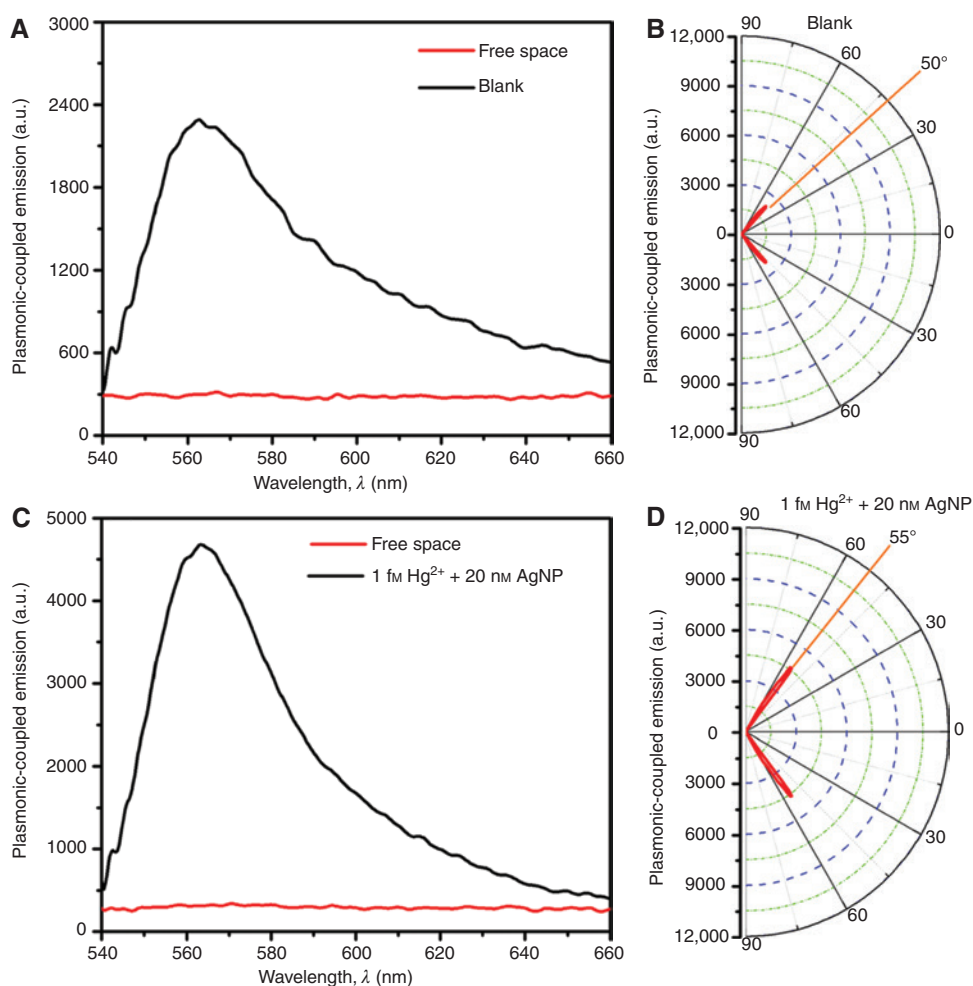 A
Plasmonic-coupled emission (a.u.)
3000
2400
1800
1200
600
0
540 560 580 600 620 640 660
Wavelength, λ (nm)
Free space
Blank
B
Blank
Plasmonic-coupled emission (a.u.)
12,000
9000
6000
3000
0
3000
6000
9000
12,000
90
60
50°
30
0
30
60
90
C
Plasmonic-coupled emission (a.u.)
5000
4000
3000
2000
1000
0
540 560 580 600 620 640 660
Wavelength, λ (nm)
Free space
1 fM Hg²⁺ + 20 nM AgNP
D
1 fM Hg²⁺ + 20 nM AgNP
Plasmonic-coupled emission (a.u.)
12,000
9000
6000
3000
0
3000
6000
9000
12,000
90
60
55°
30
0
30
60
90